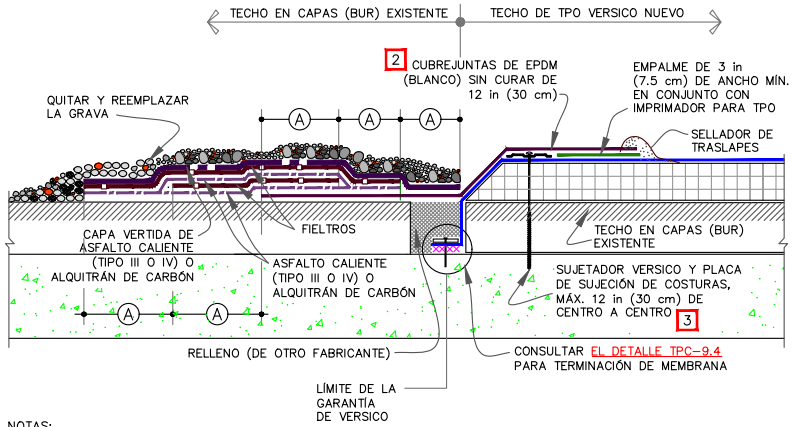 TECHO EN CAPAS (BUR) EXISTENTE
TECHO DE TPO VERSICO NUEVO
2
CUBREJUNTAS DE EPDM
(BLANCO) SIN CURAR DE
12 in (30 cm)
EMPALME DE 3 in
(7.5 cm) DE ANCHO MÍN.
EN CONJUNTO CON
IMPRIMADOR PARA TPO
QUITAR Y REEMPLAZAR
LA GRAVA
A
A
A
SELLADOR DE
TRASLAPES
FIELTROS
CAPA VERTIDA DE
ASFALTO CALIENTE
(TIPO III O IV) O
ALQUITRÁN DE CARBÓN
ASFALTO CALIENTE
(TIPO III O IV) O
ALQUITRÁN DE CARBÓN
TECHO EN CAPAS (BUR)
EXISTENTE
SUJETADOR VERSICO Y PLACA
DE SUJECIÓN DE COSTURAS,
MÁX. 12 in (30 cm) DE
CENTRO A CENTRO
3
A
A
RELLENO (DE OTRO FABRICANTE)
CONSULTAR EL DETALLE TPC-9.4
PARA TERMINACIÓN DE MEMBRANA
LÍMITE DE LA
GARANTÍA
DE VERSICO
NOTAS: